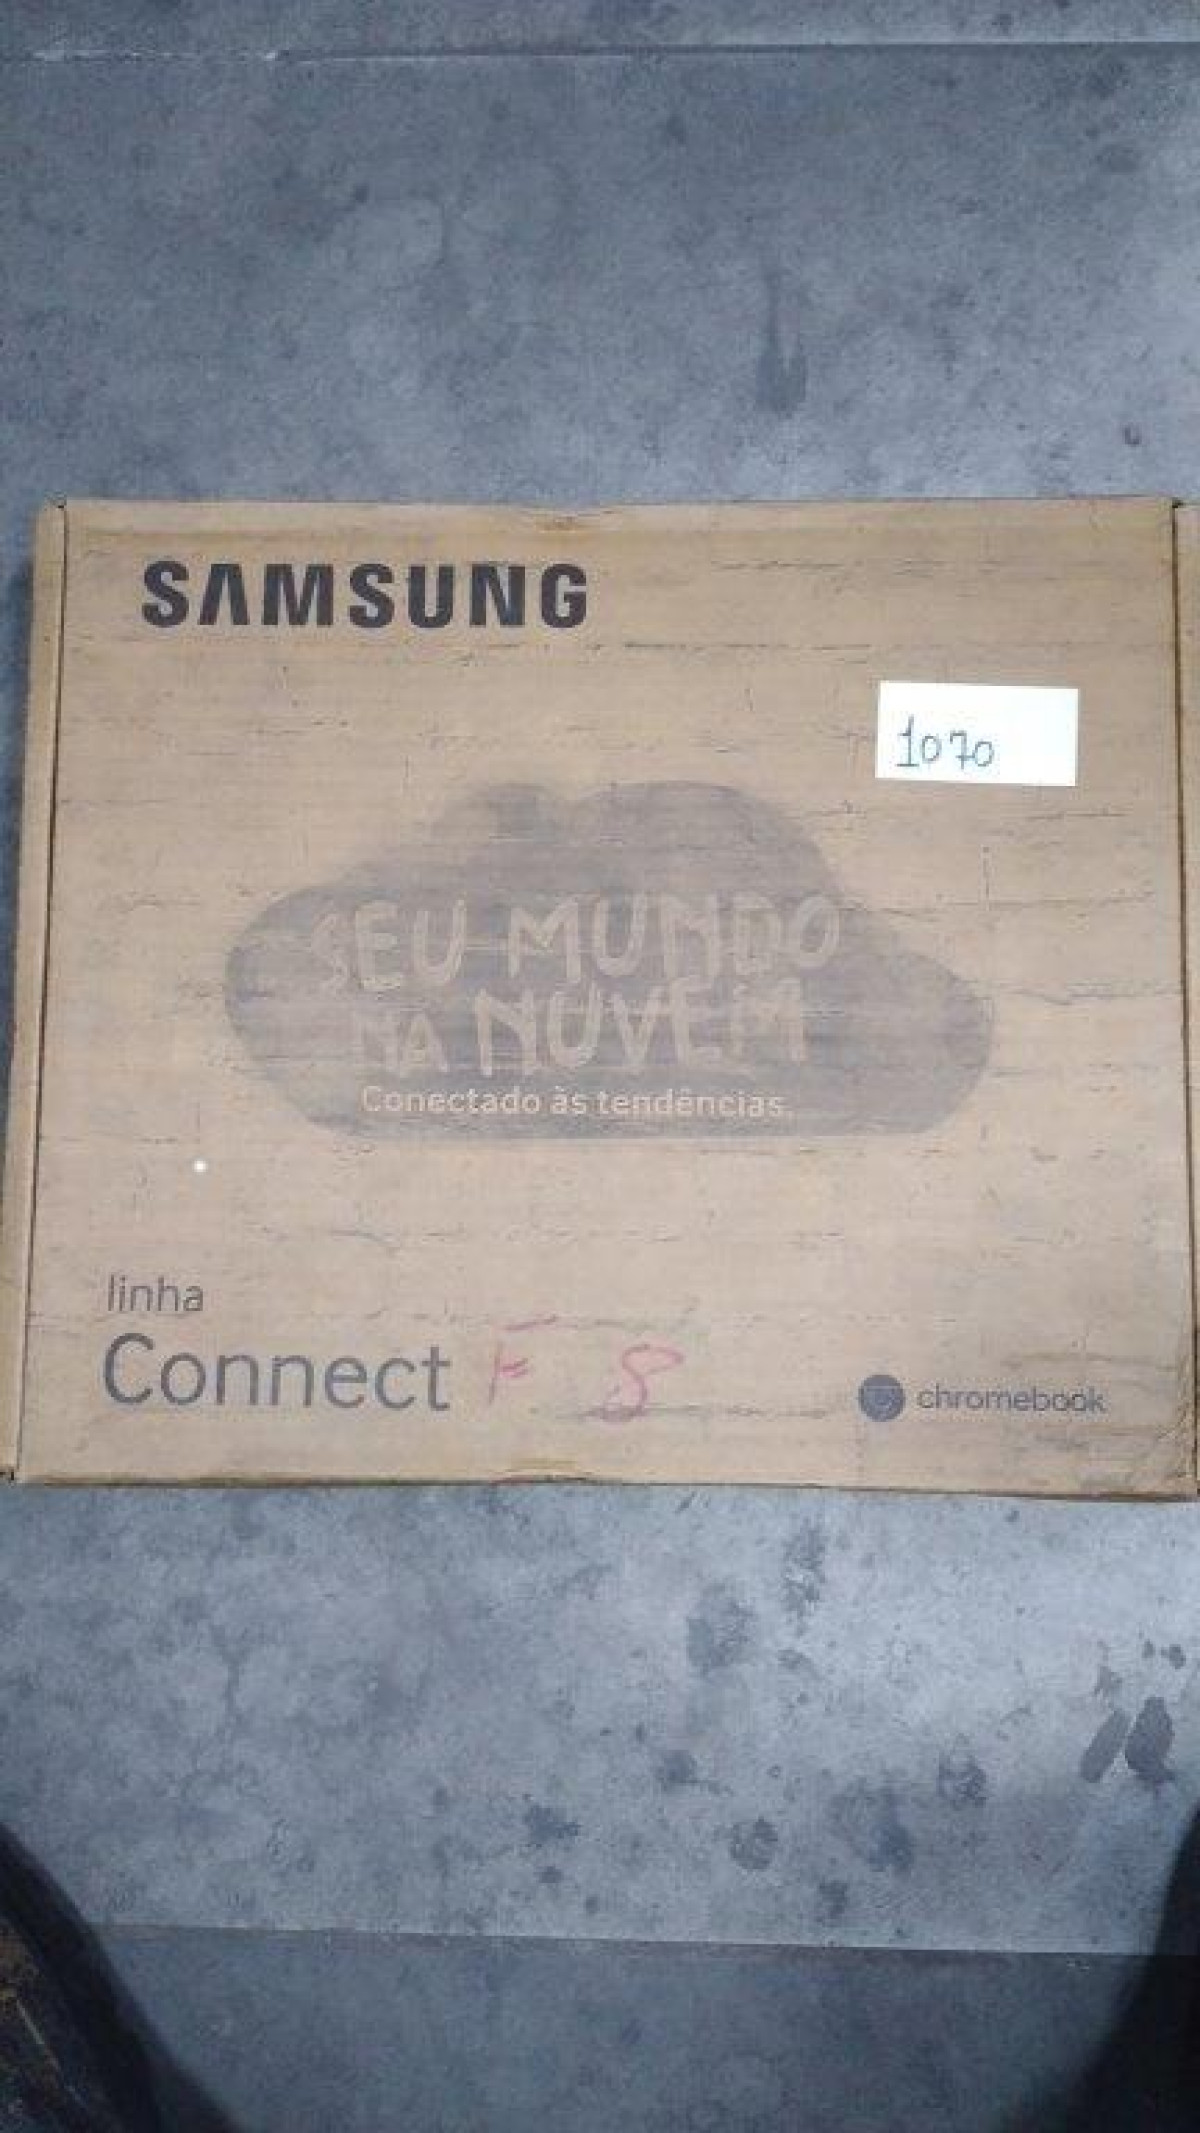 SAMSUNG
1070
SEU MUNDO
NA NUVEM
Conectado às tendências.
linha
Connect F S
chromebook